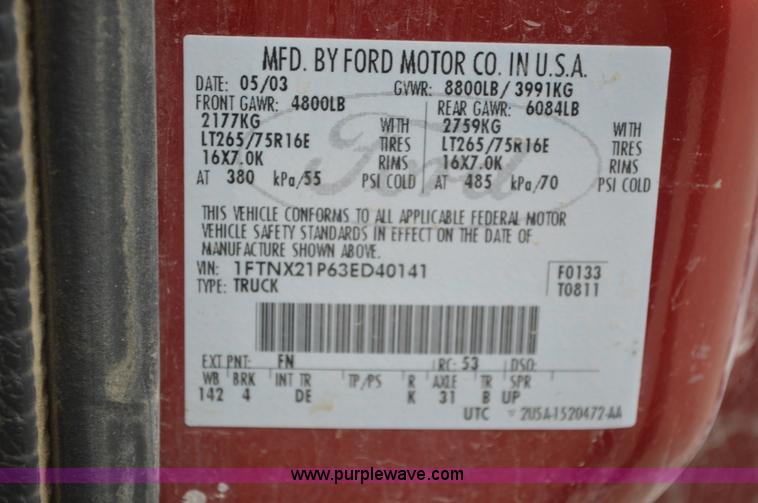 MFD. BY FORD MOTOR CO. IN U.S.A.
DATE: 05/03 GVWR: 8800LB/ 3991KG
FRONT GAWR: 4800LB REAR GAWR: 6084LB
2177KG WITH 2759KG WITH
LT265/75R16E TIRES LT265/75R16E TIRES
16X7.0K RIMS 16X7.0K RIMS
AT 380 kPa/55 PSI COLD AT 485 kPa/70 PSI COLD
Ford
THIS VEHICLE CONFORMS TO ALL APPLICABLE FEDERAL MOTOR
VEHICLE SAFETY STANDARDS IN EFFECT ON THE DATE OF
MANUFACTURE SHOWN ABOVE.
VIN: 1FTNX21P63ED40141 F0133
TYPE: TRUCK T0811
EXT PNT: FN RC: 53 DSO:
WB BRK INT TR TP/PS R AXLE TR SPR
142 4 DE K 31 B UP
UTC 2U5A-1520472-AA
www.purplewave.com